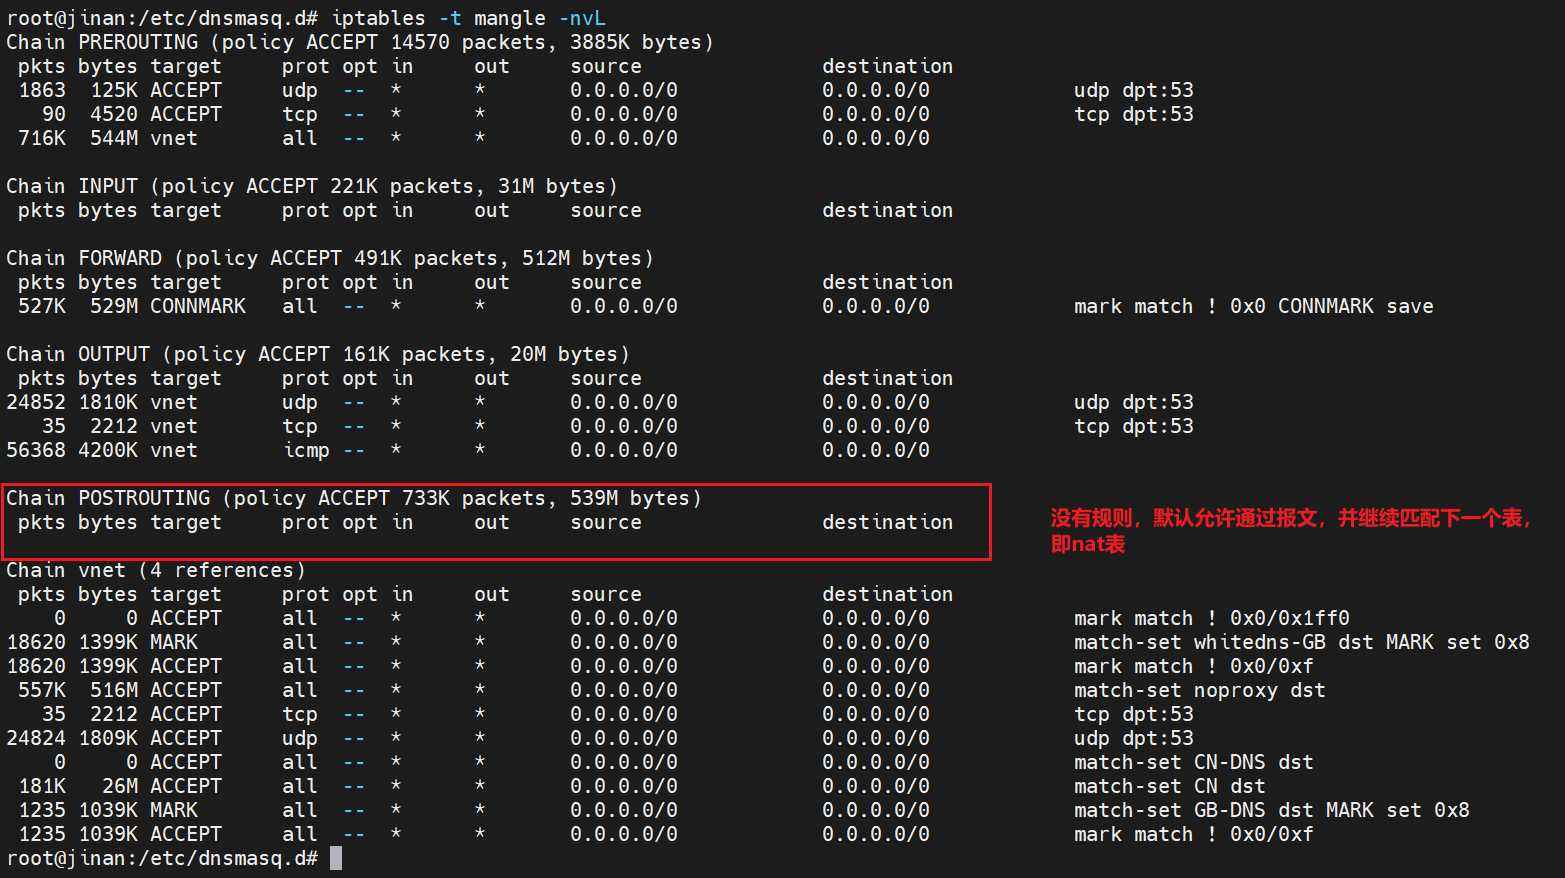 root@jinan:/etc/dnsmasq.d# iptables -t mangle -nvL
Chain PREROUTING (policy ACCEPT 14570 packets, 3885K bytes)
 pkts bytes target     prot opt in     out     source               destination
 1863  125K ACCEPT     udp  --  *      *       0.0.0.0/0            0.0.0.0/0            udp dpt:53
   90  4520 ACCEPT     tcp  --  *      *       0.0.0.0/0            0.0.0.0/0            tcp dpt:53
 716K  544M vnet       all  --  *      *       0.0.0.0/0            0.0.0.0/0

Chain INPUT (policy ACCEPT 221K packets, 31M bytes)
 pkts bytes target     prot opt in     out     source               destination

Chain FORWARD (policy ACCEPT 491K packets, 512M bytes)
 pkts bytes target     prot opt in     out     source               destination
 527K  529M CONNMARK   all  --  *      *       0.0.0.0/0            0.0.0.0/0            mark match ! 0x0 CONNMARK save

Chain OUTPUT (policy ACCEPT 161K packets, 20M bytes)
 pkts bytes target     prot opt in     out     source               destination
24852 1810K vnet       udp  --  *      *       0.0.0.0/0            0.0.0.0/0            udp dpt:53
   35  2212 vnet       tcp  --  *      *       0.0.0.0/0            0.0.0.0/0            tcp dpt:53
56368 4200K vnet       icmp --  *      *       0.0.0.0/0            0.0.0.0/0

Chain POSTROUTING (policy ACCEPT 733K packets, 539M bytes)
 pkts bytes target     prot opt in     out     source               destination
没有规则，默认允许通过报文，并继续匹配下一个表，
即nat表

Chain vnet (4 references)
 pkts bytes target     prot opt in     out     source               destination
    0     0 ACCEPT     all  --  *      *       0.0.0.0/0            0.0.0.0/0            mark match ! 0x0/0x1ff0
18620 1399K MARK       all  --  *      *       0.0.0.0/0            0.0.0.0/0            match-set whitedns-GB dst MARK set 0x8
18620 1399K ACCEPT     all  --  *      *       0.0.0.0/0            0.0.0.0/0            mark match ! 0x0/0xf
 557K  516M ACCEPT     all  --  *      *       0.0.0.0/0            0.0.0.0/0            match-set noproxy dst
   35  2212 ACCEPT     tcp  --  *      *       0.0.0.0/0            0.0.0.0/0            tcp dpt:53
24824 1809K ACCEPT     udp  --  *      *       0.0.0.0/0            0.0.0.0/0            udp dpt:53
    0     0 ACCEPT     all  --  *      *       0.0.0.0/0            0.0.0.0/0            match-set CN-DNS dst
 181K   26M ACCEPT     all  --  *      *       0.0.0.0/0            0.0.0.0/0            match-set CN dst
 1235 1039K MARK       all  --  *      *       0.0.0.0/0            0.0.0.0/0            match-set GB-DNS dst MARK set 0x8
 1235 1039K ACCEPT     all  --  *      *       0.0.0.0/0            0.0.0.0/0            mark match ! 0x0/0xf
root@jinan:/etc/dnsmasq.d#